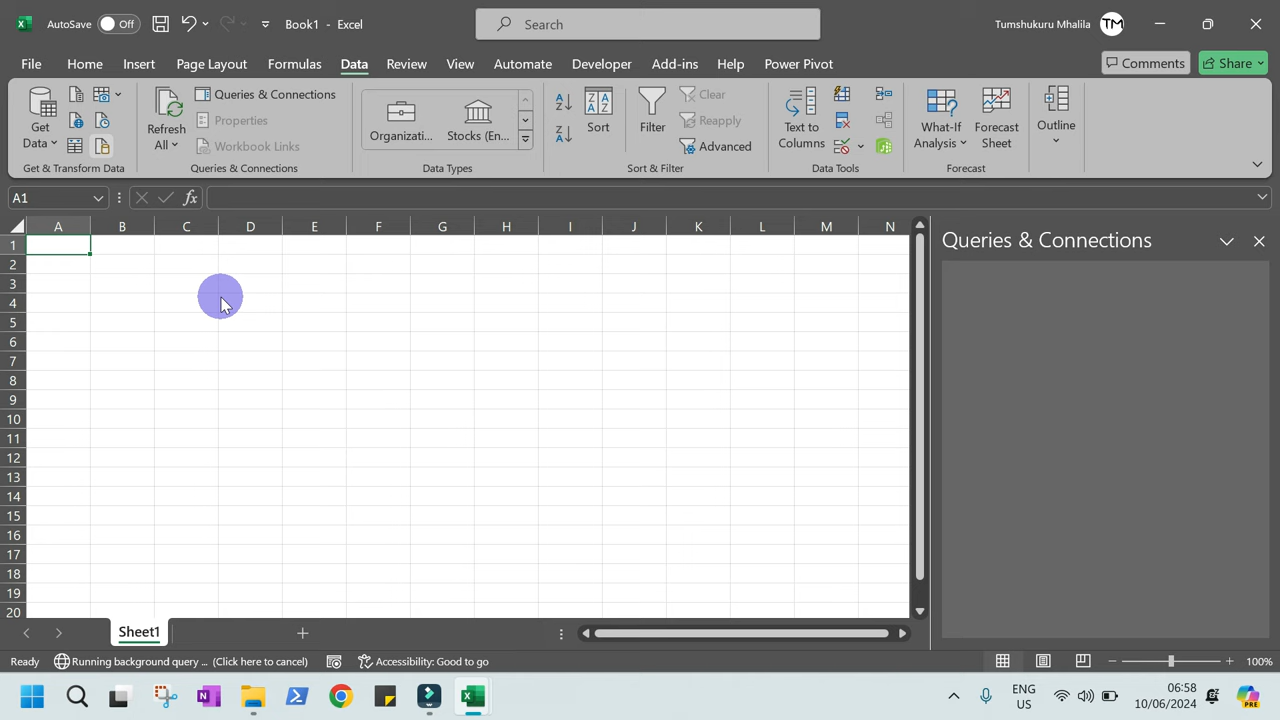 AutoSave Off Book1 - Excel Search Tumshukuru Mhalila TM
File Home Insert Page Layout Formulas Data Review View Automate Developer Add-ins Help Power Pivot Comments Share
Get Data
Refresh All
Queries & Connections
Properties
Workbook Links
Organizati...
Stocks (En...
Sort
Filter
Clear
Reapply
Advanced
Text to Columns
What-If Analysis
Forecast Sheet
Outline
Get & Transform Data Queries & Connections Data Types Sort & Filter Data Tools Forecast
A1 fx
A B C D E F G H I J K L M N
Queries & Connections
1
2
3
4
5
6
7
8
9
10
11
12
13
14
15
16
17
18
19
20
Sheet1
Ready Running background query ... (Click here to cancel) Accessibility: Good to go 100%
ENG US 06:58 10/06/2024 PRE